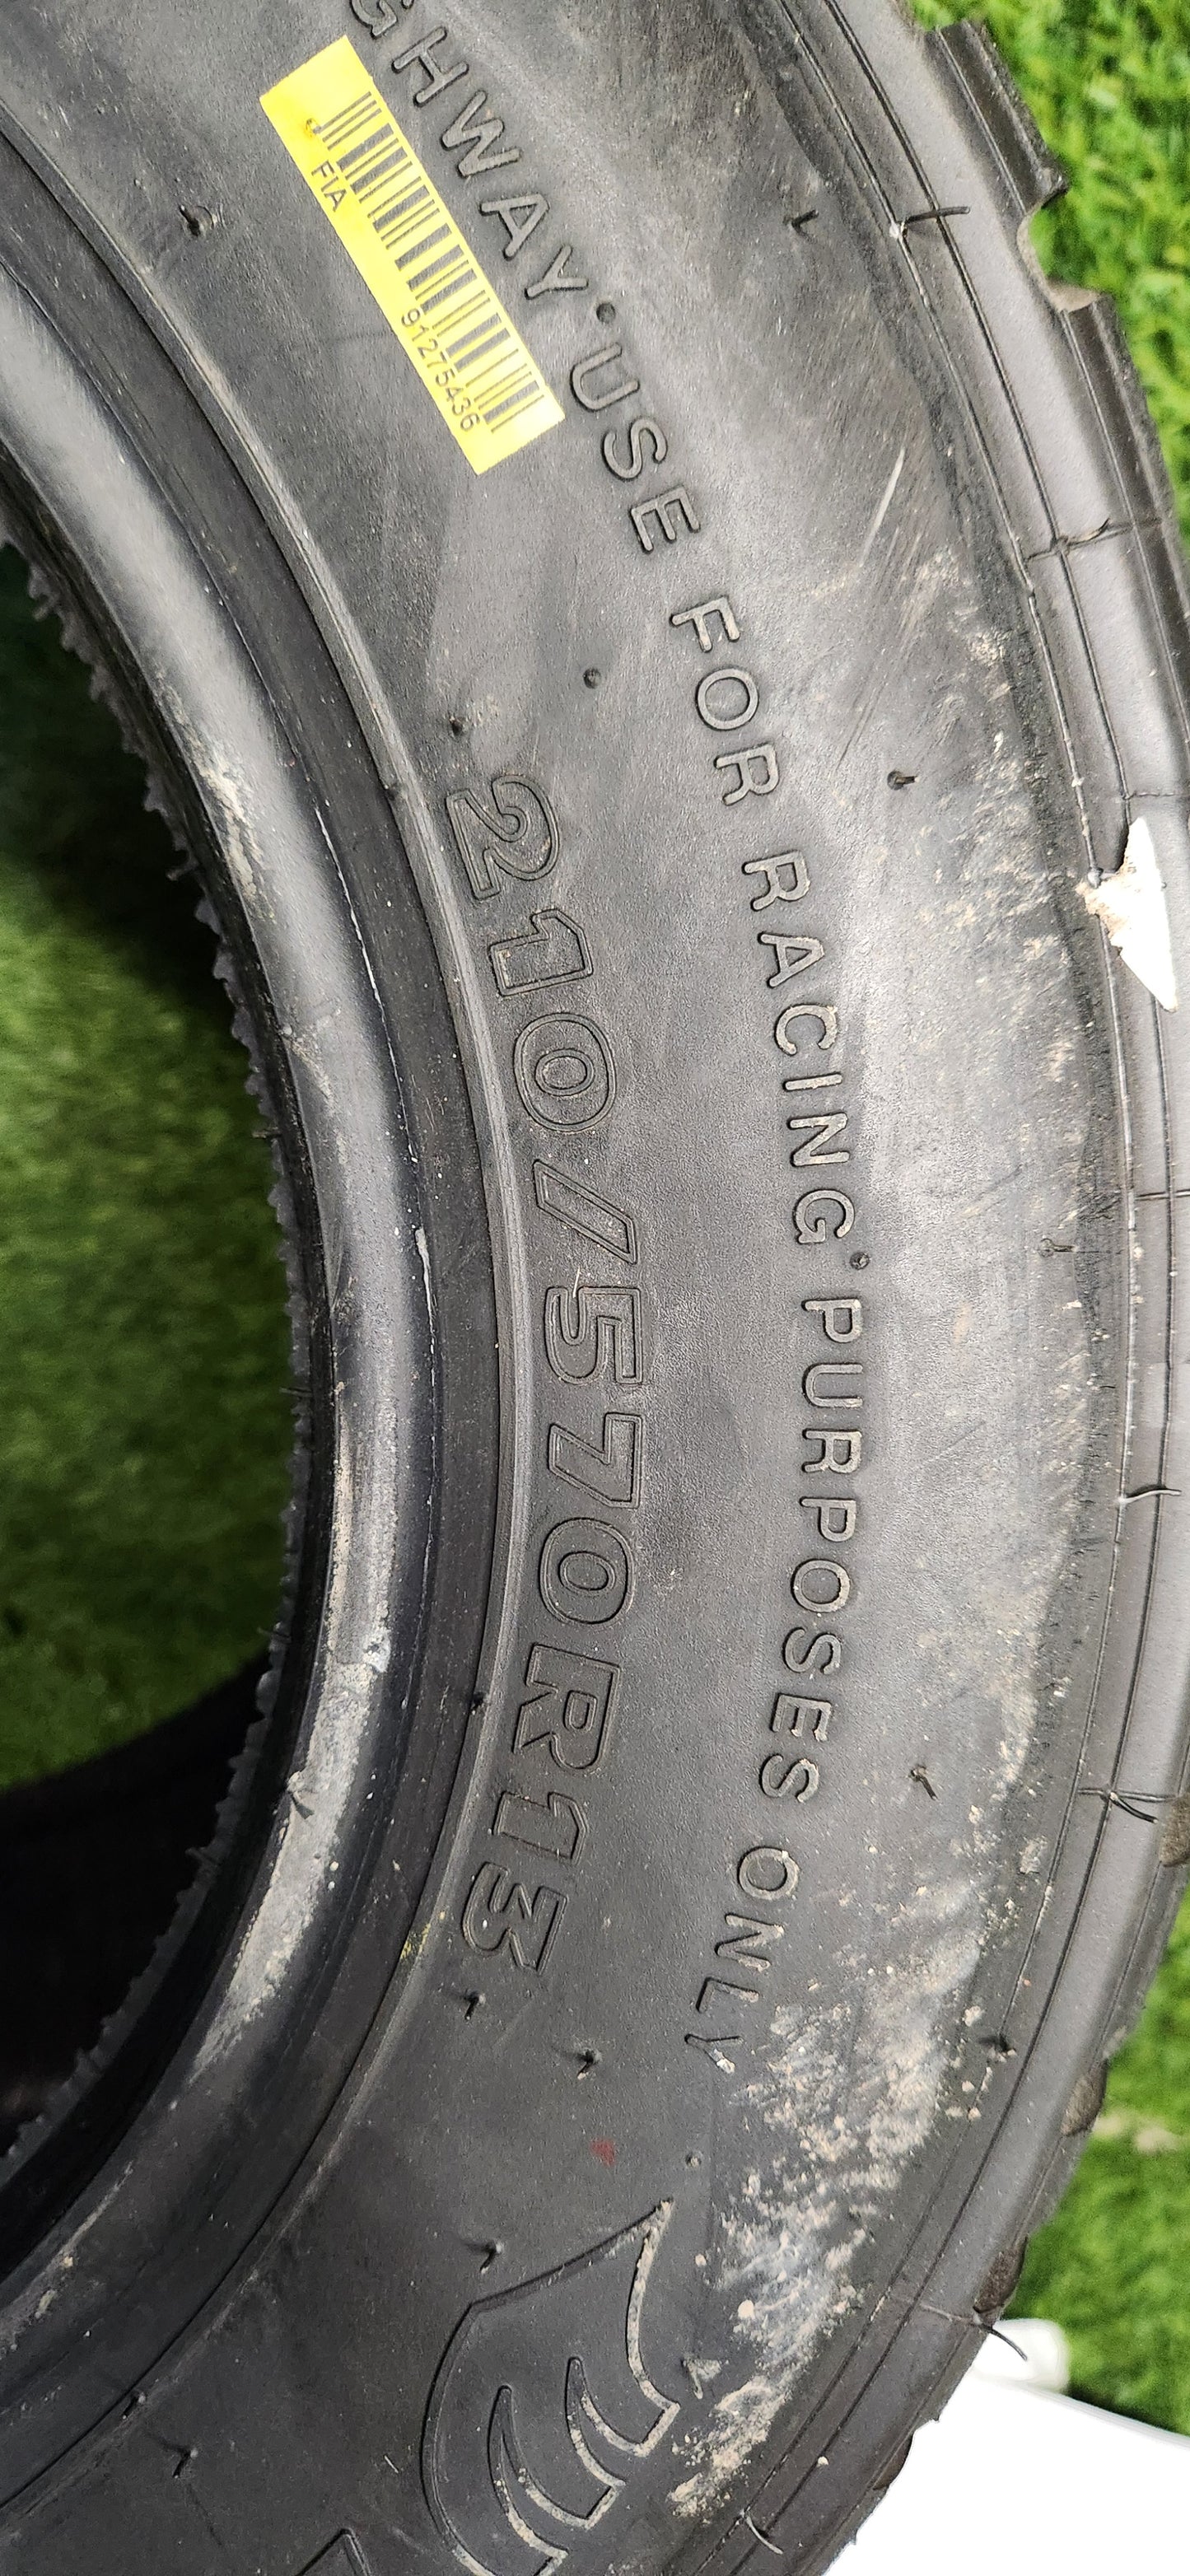 GHWAY USE FOR RACING PURPOSES ONLY
FIA 91275436
210/570R13